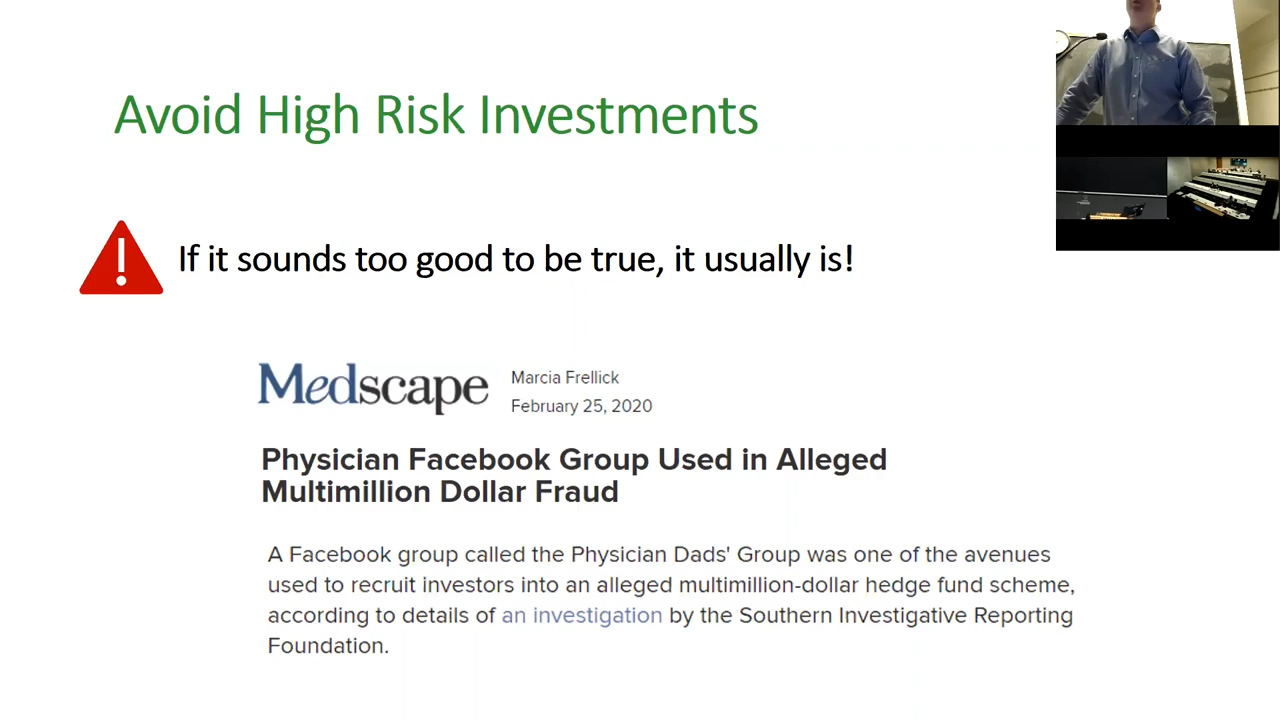 Avoid High Risk Investments
If it sounds too good to be true, it usually is!
Medscape
Marcia Frellick
February 25, 2020
Physician Facebook Group Used in Alleged
Multimillion Dollar Fraud
A Facebook group called the Physician Dads' Group was one of the avenues
used to recruit investors into an alleged multimillion-dollar hedge fund scheme,
according to details of an investigation by the Southern Investigative Reporting
Foundation.